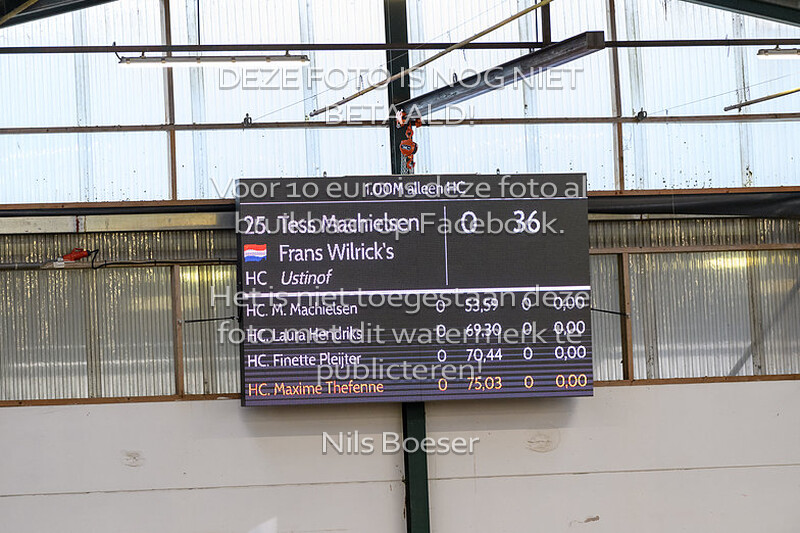 DEZE FOTO IS NOG NIET
BETAALD!
1.00M alleen HC
Voor 10 euro is deze foto al
25. Tess Machielsen 0 36
bruikbaar op Facebook.
Frans Wilrick's
HC Ustinof
Het is niet toegestaan deze
HC. M. Machielsen 0 53,59 0 0,00
foto met dit watermerk te
HC. Laura Hendriks 0 69,30 0 0,00
HC. Finette Pleijter 0 70,44 0 0,00
publiceren!
HC. Maxime Thefenne 0 75,03 0 0,00
Nils Boeser